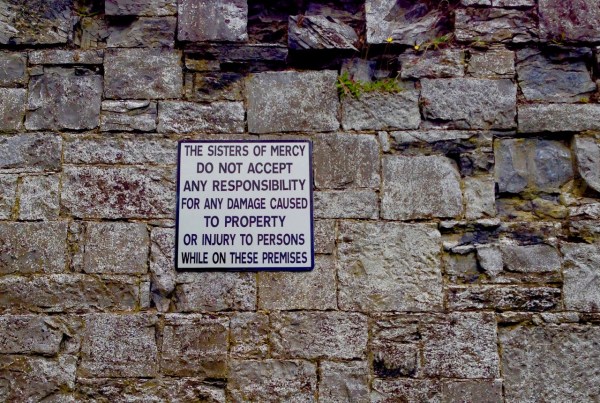 THE SISTERS OF MERCY
DO NOT ACCEPT
ANY RESPONSIBILITY
FOR ANY DAMAGE CAUSED
TO PROPERTY
OR INJURY TO PERSONS
WHILE ON THESE PREMISES